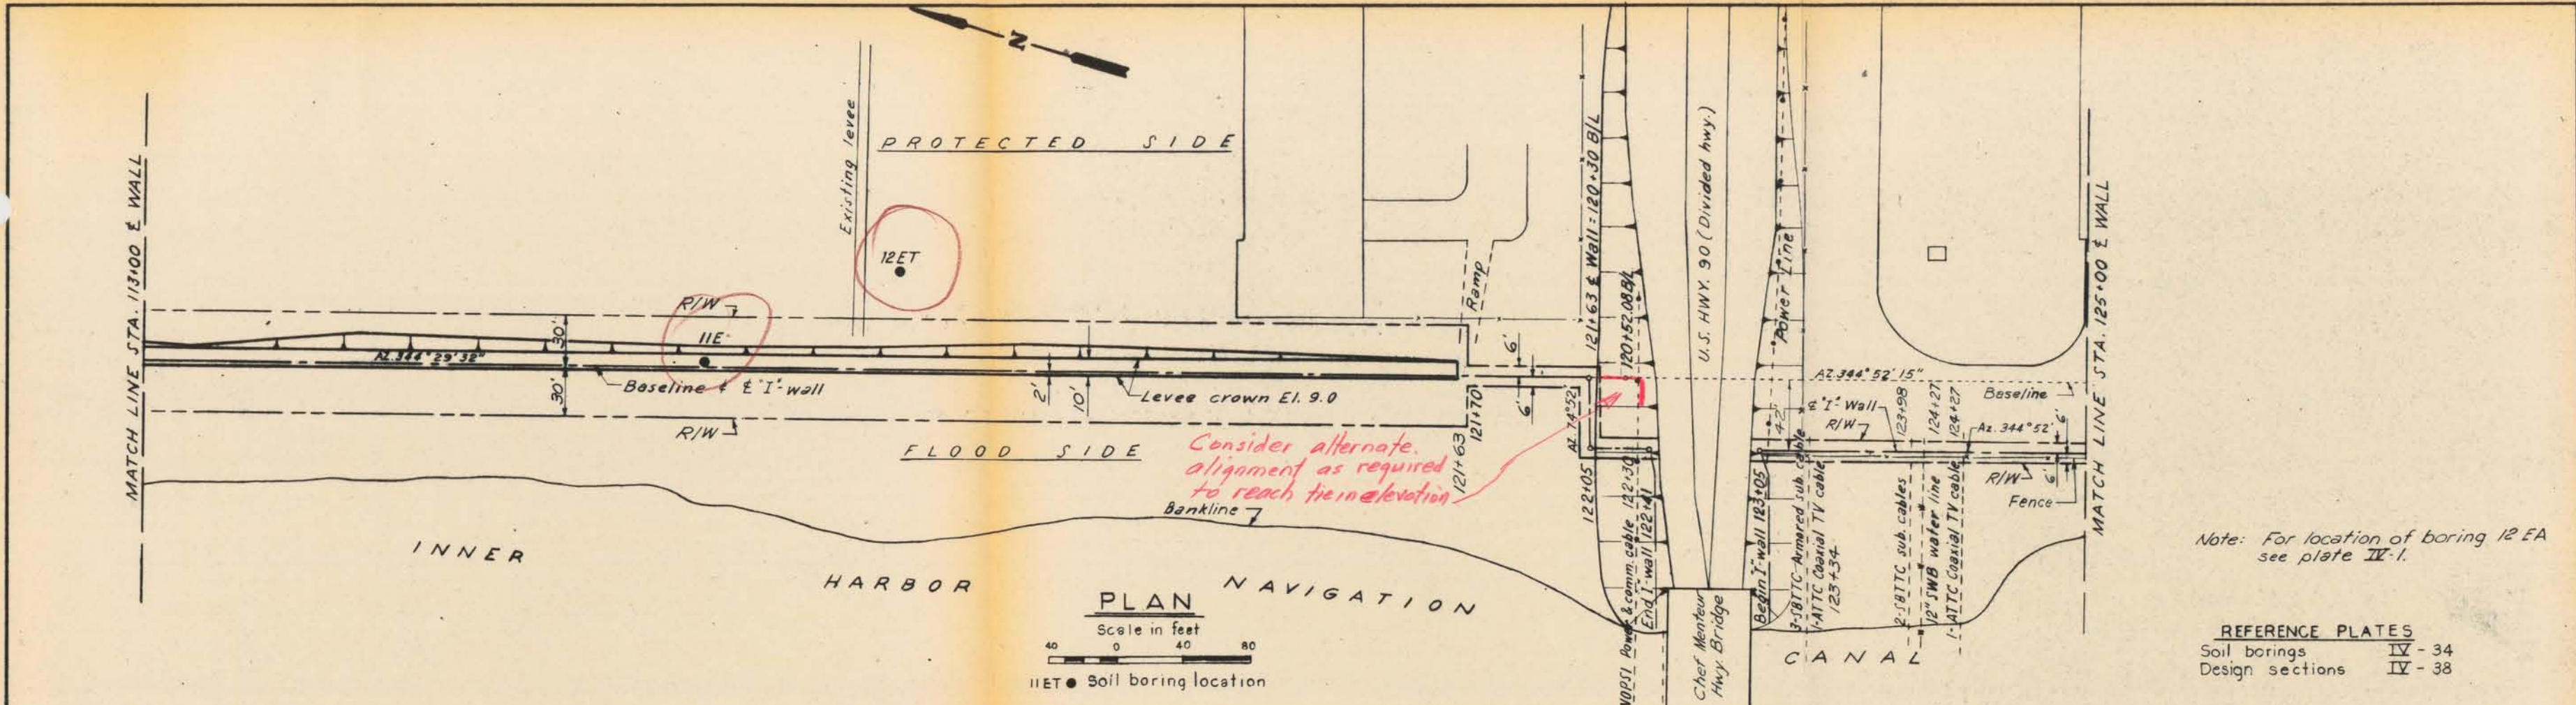 N
MATCH LINE STA. 113+00 ℄ WALL
Existing levee
PROTECTED SIDE
12ET
R/W
11E
30'
30'
AZ.344°29'32"
Baseline & ℄ "I"-wall
2'
10'
Levee crown El. 9.0
R/W
FLOOD SIDE
Ramp
6'
6'
121+63
121+70
Consider alternate
alignment as required
to reach tie in elevation
Bankline
INNER
HARBOR
NAVIGATION
CANAL
121+63 ℄ Wall = 120+30 B/L
120+52.08 B/L
AZ 74°52'
122+05
NOPSI Power & comm. cable 122+30
End I-wall 122+41
U.S. HWY. 90 (Divided hwy.)
Power Line
Chef Menteur
Hwy. Bridge
42'
Begin I-wall 123+05
3-SBTTC-Armored sub. cable
1-ATTC Coaxial TV cable
123+34
AZ.344°52'15"
℄ "I"-Wall
R/W
123+98
124+27
124+27
Baseline
Az. 344°52'
6'
6'
R/W
Fence
2-SBTTC sub. cables
12" SWB water line
1-ATTC Coaxial TV cable
MATCH LINE STA. 125+00 ℄ WALL
PLAN
Scale in feet
40 0 40 80
11ET ● Soil boring location
Note: For location of boring 12 EA
see plate IV-1.
REFERENCE PLATES
Soil borings IV - 34
Design sections IV - 38